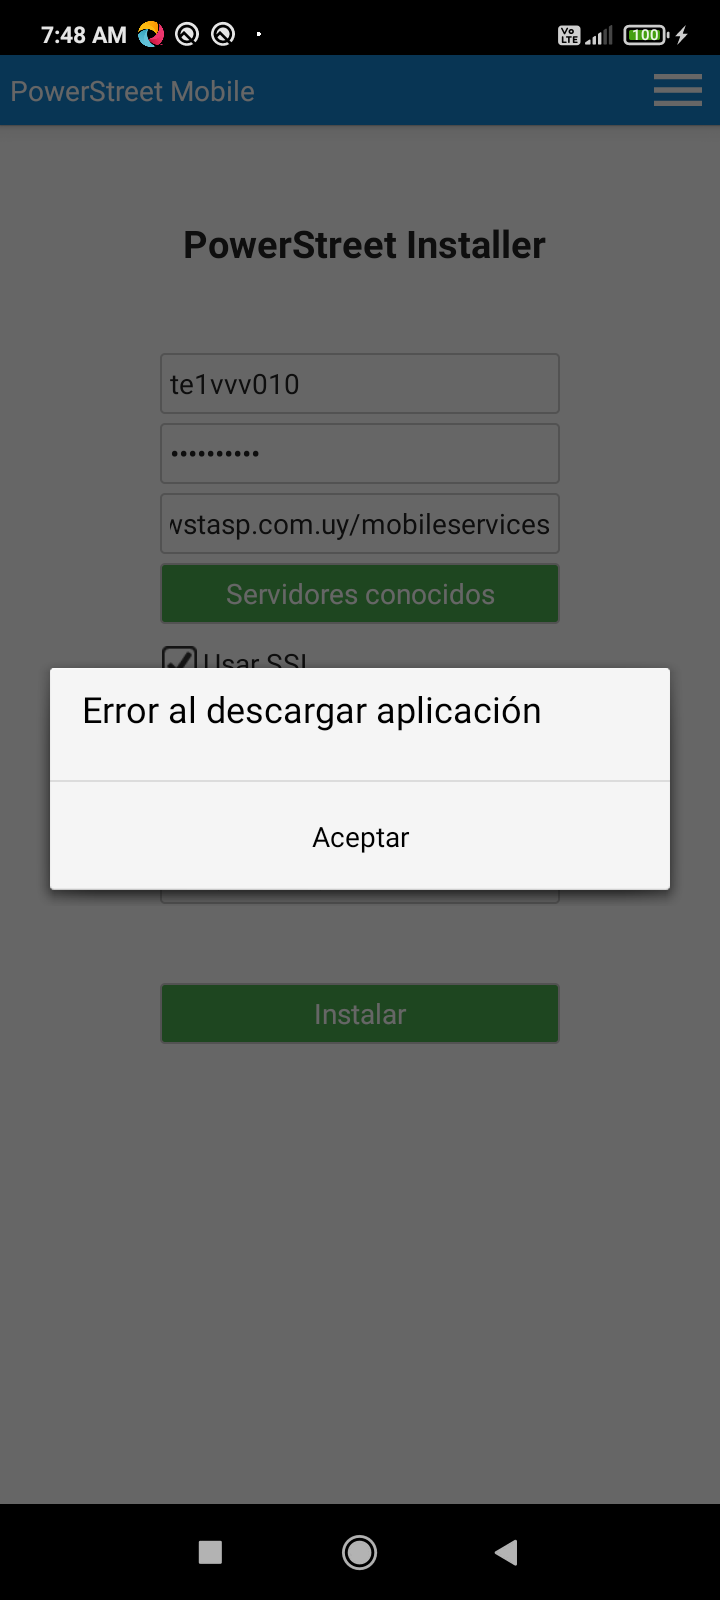 7:48 AM
Vo LTE
100
PowerStreet Mobile
PowerStreet Installer
te1vvv010
••••••••••
wstasp.com.uy/mobileservices
Servidores conocidos
Usar SSL
Error al descargar aplicación
Aceptar
Instalar